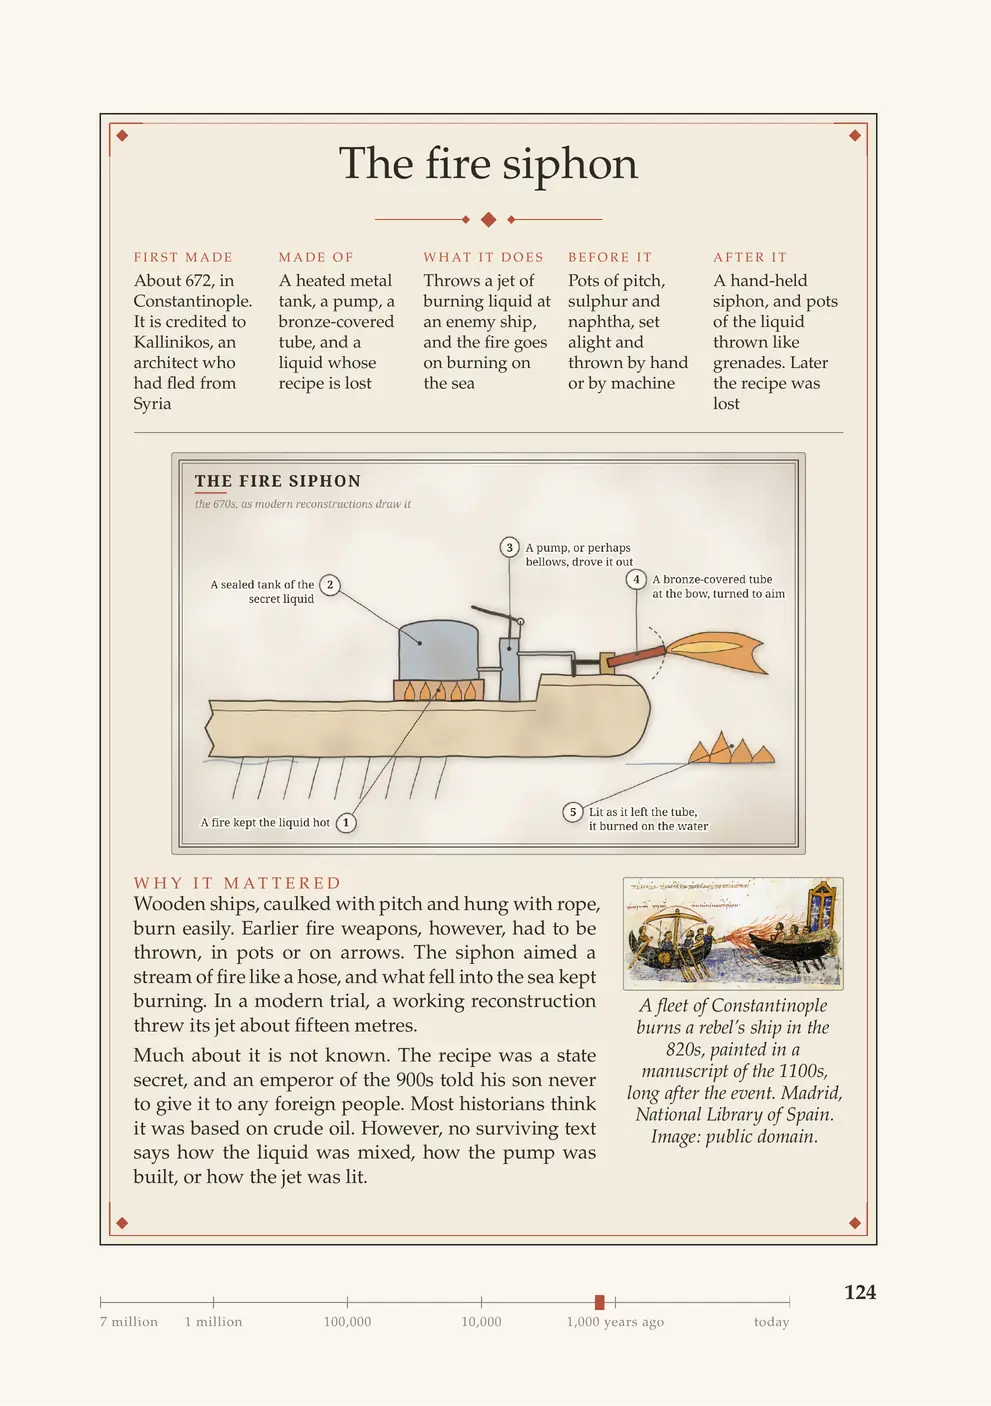 The fire siphon
FIRST MADE
About 672, in
Constantinople.
It is credited to
Kallinikos, an
architect who
had fled from
Syria
MADE OF
A heated metal
tank, a pump, a
bronze-covered
tube, and a
liquid whose
recipe is lost
WHAT IT DOES
Throws a jet of
burning liquid at
an enemy ship,
and the fire goes
on burning on
the sea
BEFORE IT
Pots of pitch,
sulphur and
naphtha, set
alight and
thrown by hand
or by machine
AFTER IT
A hand-held
siphon, and pots
of the liquid
thrown like
grenades. Later
the recipe was
lost
THE FIRE SIPHON
the 670s, as modern reconstructions draw it
3 A pump, or perhaps
bellows, drove it out
A sealed tank of the 2
secret liquid
4 A bronze-covered tube
at the bow, turned to aim
A fire kept the liquid hot 1
5 Lit as it left the tube,
it burned on the water
WHY IT MATTERED
Wooden ships, caulked with pitch and hung with rope,
burn easily. Earlier fire weapons, however, had to be
thrown, in pots or on arrows. The siphon aimed a
stream of fire like a hose, and what fell into the sea kept
burning. In a modern trial, a working reconstruction
threw its jet about fifteen metres.
Much about it is not known. The recipe was a state
secret, and an emperor of the 900s told his son never
to give it to any foreign people. Most historians think
it was based on crude oil. However, no surviving text
says how the liquid was mixed, how the pump was
built, or how the jet was lit.
A fleet of Constantinople
burns a rebel's ship in the
820s, painted in a
manuscript of the 1100s,
long after the event. Madrid,
National Library of Spain.
Image: public domain.
124
7 million 1 million 100,000 10,000 1,000 years ago today